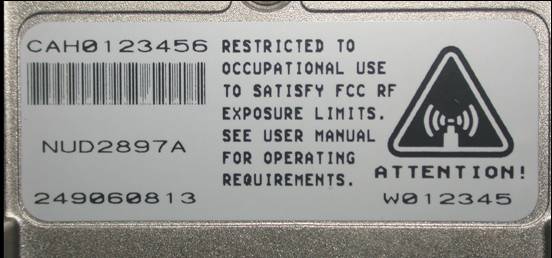 CAH0123456
NUD2897A
249060813
RESTRICTED TO
OCCUPATIONAL USE
TO SATISFY FCC RF
EXPOSURE LIMITS.
SEE USER MANUAL
FOR OPERATING
REQUIREMENTS.
ATTENTION!
W012345